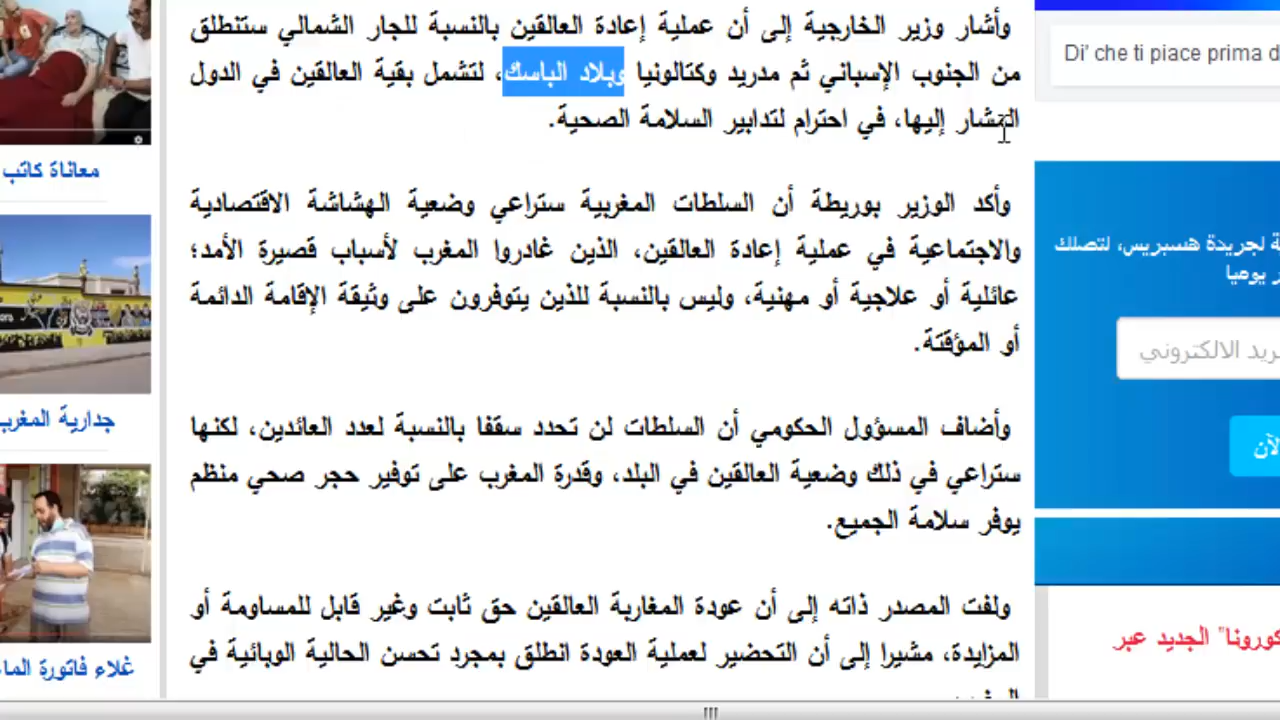 وأشار وزير الخارجية إلى أن عملية إعادة العالقين بالنسبة للجار الشمالي ستنطلق
من الجنوب الإسباني ثم مدريد وكتالونيا وبلاد الباسك، لتشمل بقية العالقين في الدول
المشار إليها، في احترام لتدابير السلامة الصحية.
وأكد الوزير بوريطة أن السلطات المغربية ستراعي وضعية الهشاشة الاقتصادية
والاجتماعية في عملية إعادة العالقين، الذين غادروا المغرب لأسباب قصيرة الأمد؛
عائلية أو علاجية أو مهنية، وليس بالنسبة للذين يتوفرون على وثيقة الإقامة الدائمة
أو المؤقتة.
وأضاف المسؤول الحكومي أن السلطات لن تحدد سقفا بالنسبة لعدد العائدين، لكنها
ستراعي في ذلك وضعية العالقين في البلد، وقدرة المغرب على توفير حجر صحي منظم
يوفر سلامة الجميع.
ولفت المصدر ذاته إلى أن عودة المغاربة العالقين حق ثابت وغير قابل للمساومة أو
المزايدة، مشيرا إلى أن التحضير لعملية العودة انطلق بمجرد تحسن الحالية الوبائية في
Di' che ti piace prima d
لجريدة هسبريس، لتصلك
يوميا
الالكتروني
كورونا" الجديد عبر
معاناة كاتب
جدارية المغرب
غلاء فاتورة الما